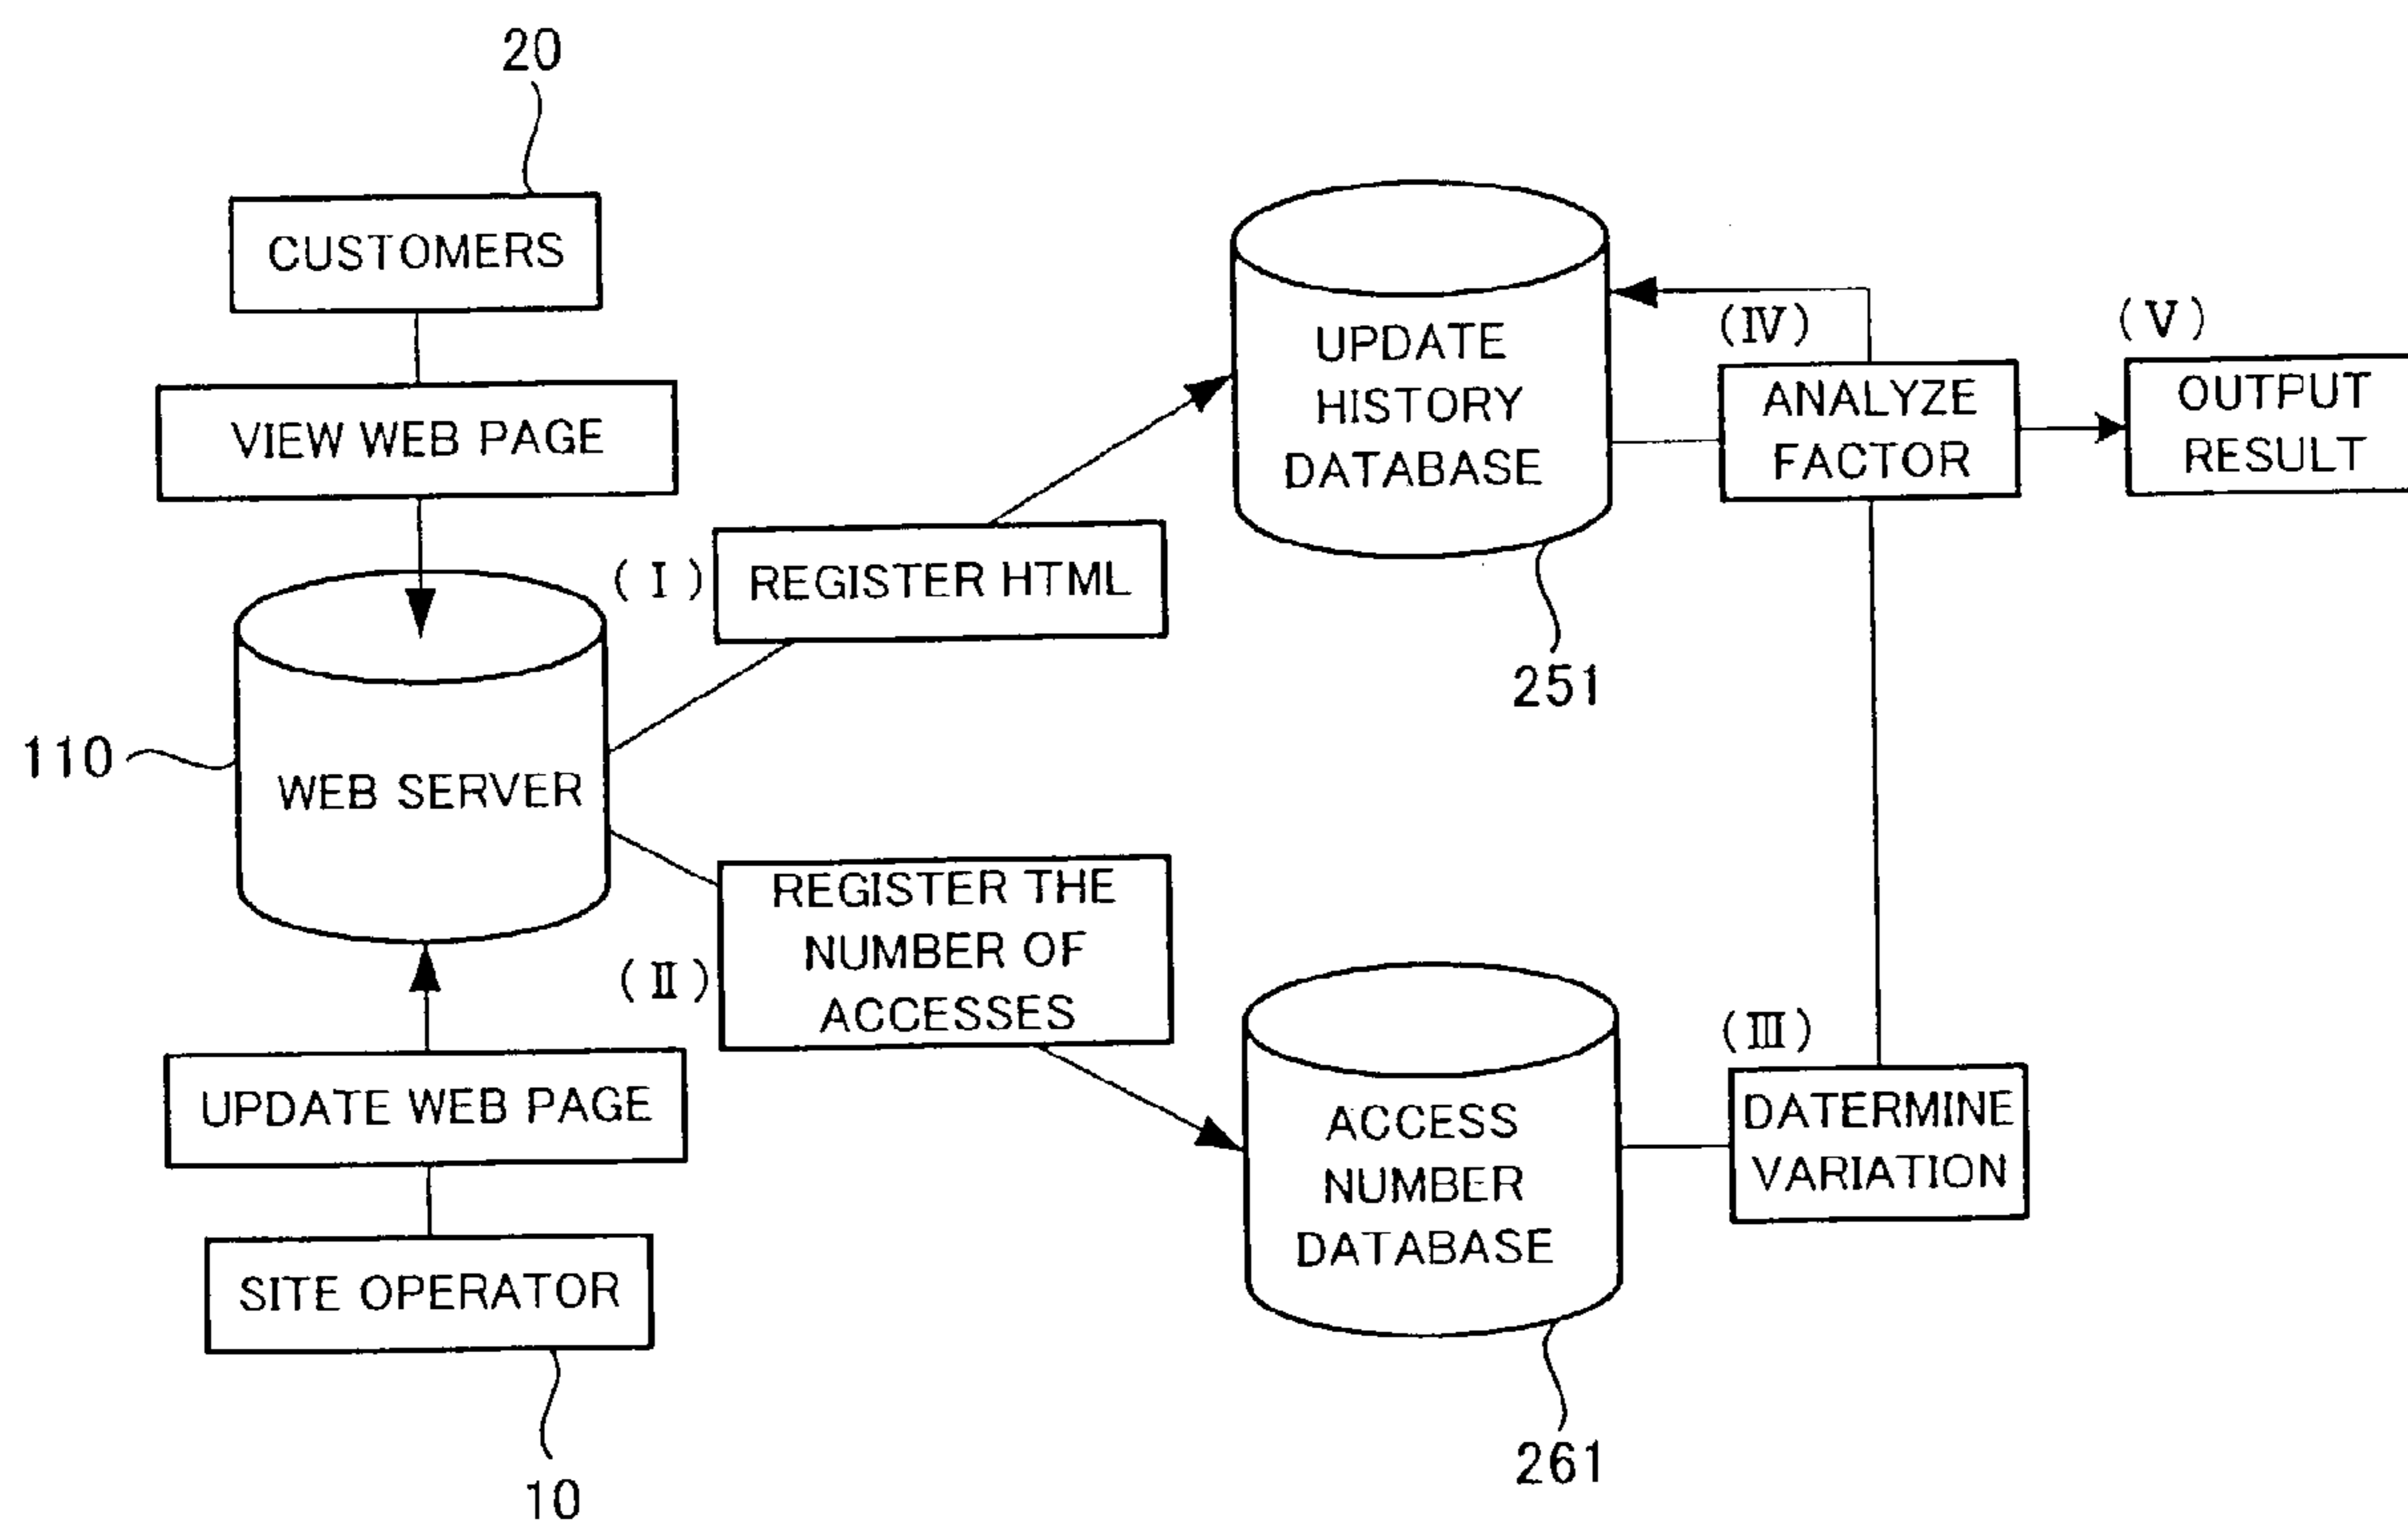 20
CUSTOMERS
VIEW WEB PAGE
110
WEB SERVER
UPDATE WEB PAGE
SITE OPERATOR
10
(I)
REGISTER HTML
(II)
REGISTER THE
NUMBER OF
ACCESSES
UPDATE
HISTORY
DATABASE
251
ACCESS
NUMBER
DATABASE
261
(III)
DATERMINE
VARIATION
(IV)
ANALYZE
FACTOR
(V)
OUTPUT
RESULT